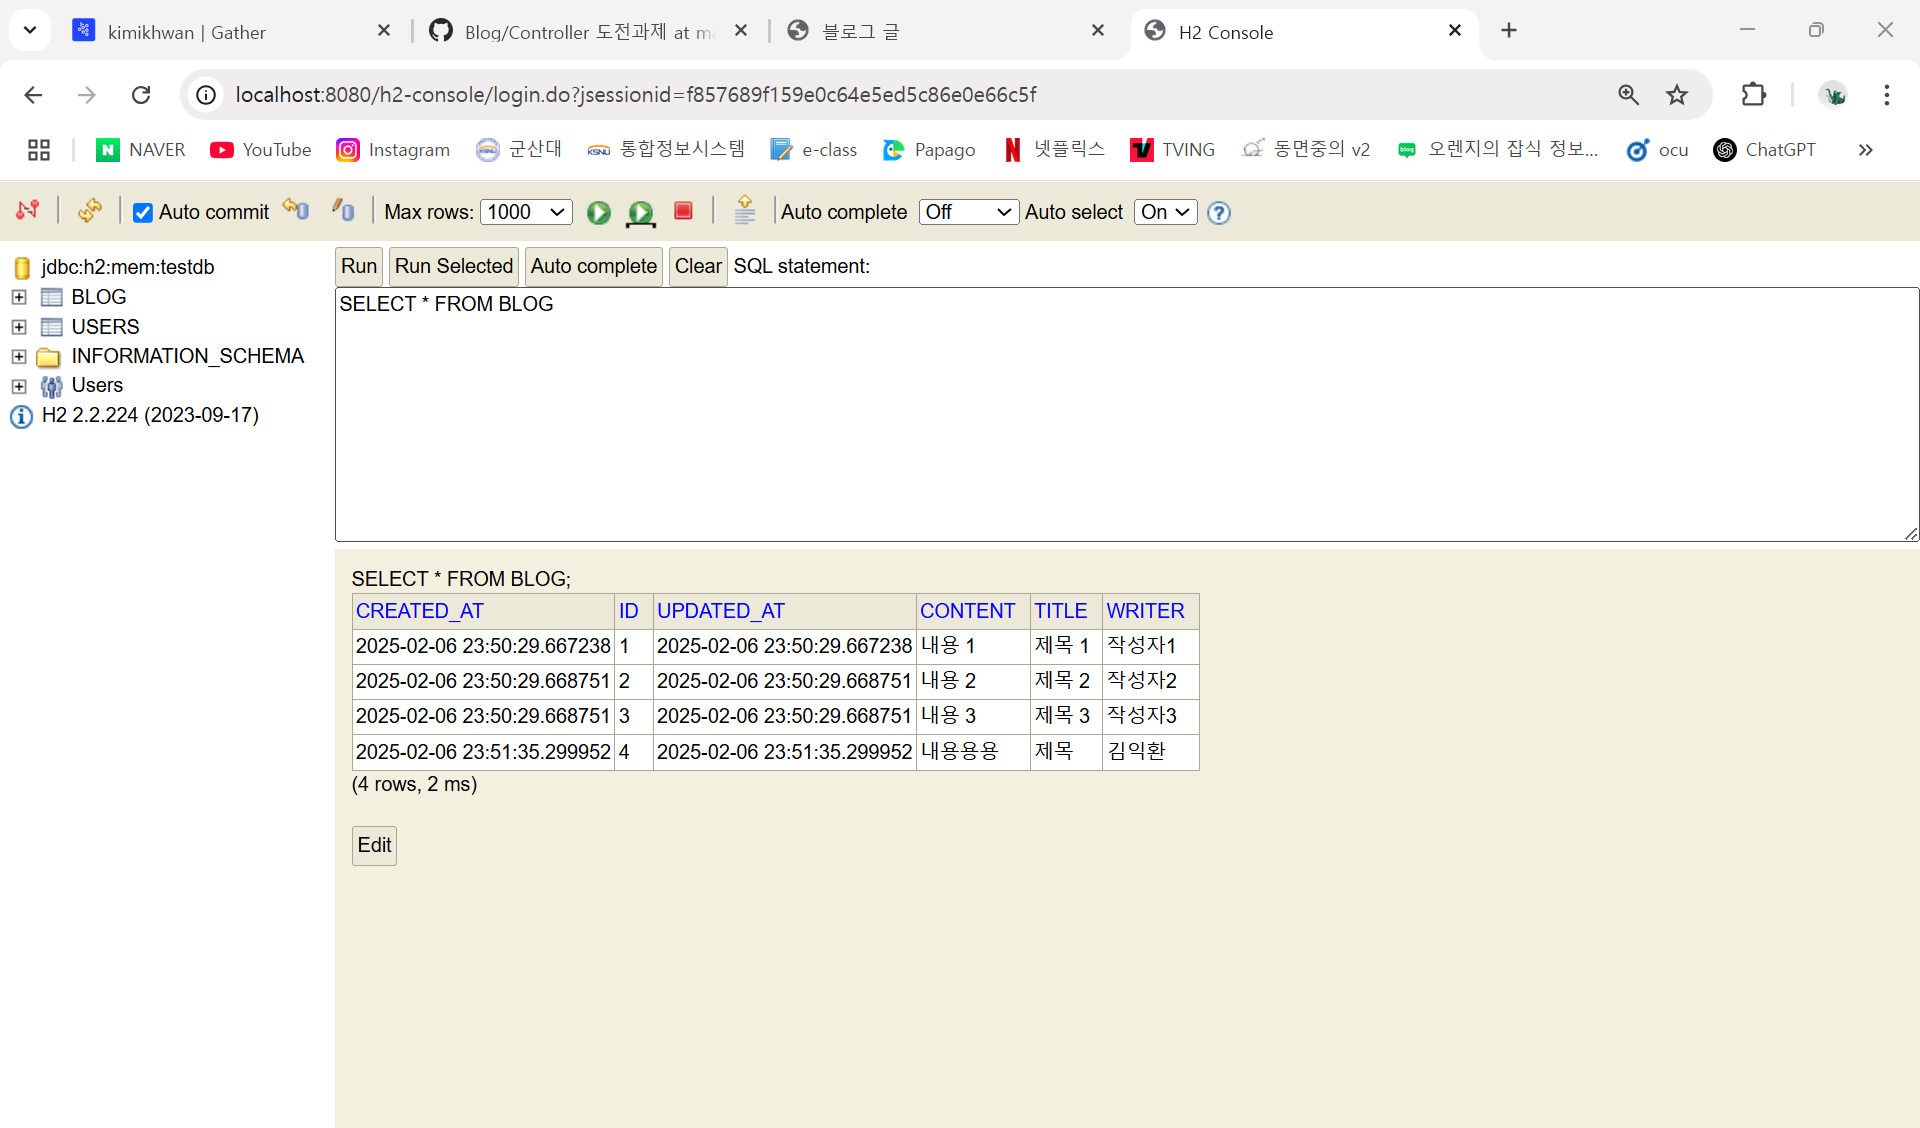 kimikhwan | Gather
Blog/Controller 도전과제 at ma
블로그 글
H2 Console
localhost:8080/h2-console/login.do?jsessionid=f857689f159e0c64e5ed5c86e0e66c5f
NAVER YouTube Instagram 군산대 통합정보시스템 e-class Papago 넷플릭스 TVING 동면중의 v2 오렌지의 잡식 정보... ocu ChatGPT
Auto commit Max rows: 1000 Auto complete Off Auto select On
jdbc:h2:mem:testdb
BLOG
USERS
INFORMATION_SCHEMA
Users
H2 2.2.224 (2023-09-17)
Run Run Selected Auto complete Clear SQL statement:
SELECT * FROM BLOG
SELECT * FROM BLOG;
CREATED_AT ID UPDATED_AT CONTENT TITLE WRITER
2025-02-06 23:50:29.667238 1 2025-02-06 23:50:29.667238 내용 1 제목 1 작성자1
2025-02-06 23:50:29.668751 2 2025-02-06 23:50:29.668751 내용 2 제목 2 작성자2
2025-02-06 23:50:29.668751 3 2025-02-06 23:50:29.668751 내용 3 제목 3 작성자3
2025-02-06 23:51:35.299952 4 2025-02-06 23:51:35.299952 내용용용 제목 김익환
(4 rows, 2 ms)
Edit